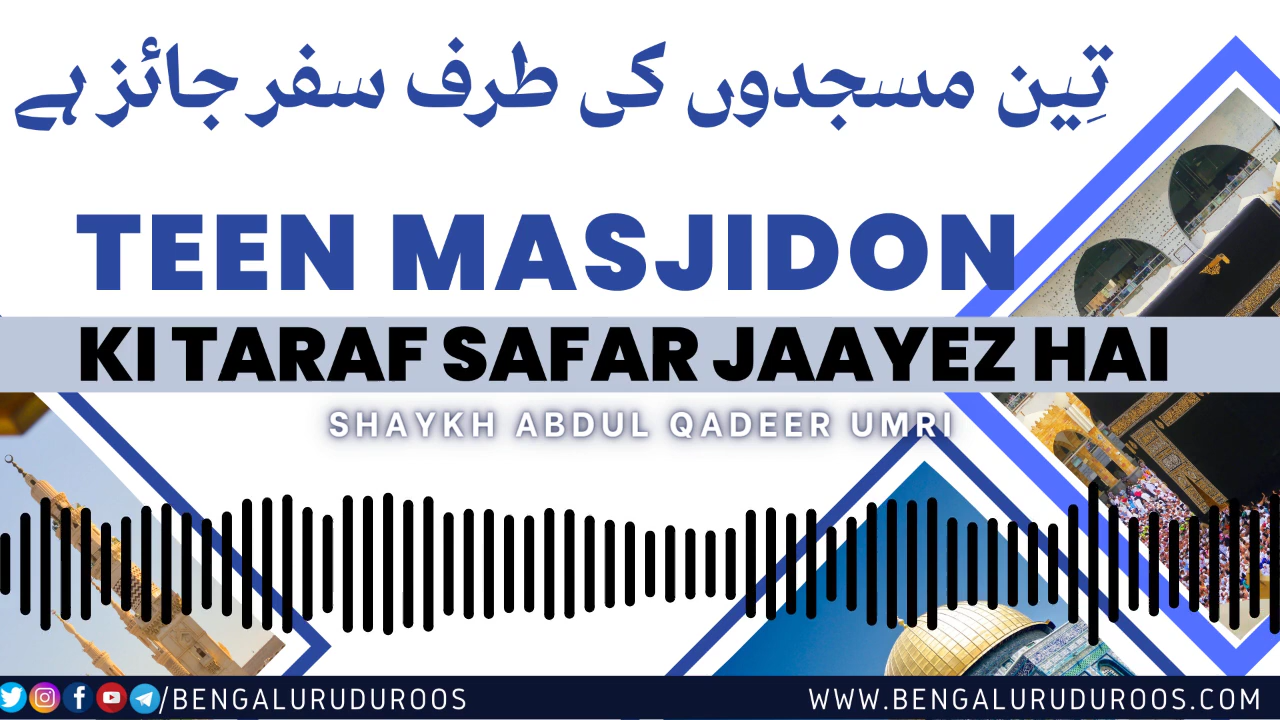 تِین مسجدوں کی طرف سفر جائز ہے
TEEN MASJIDON
KI TARAF SAFAR JAAYEZ HAI
SHAYKH ABDUL QADEER UMRI
/BENGALURUDUROOS
WWW.BENGALURUDUROOS.COM